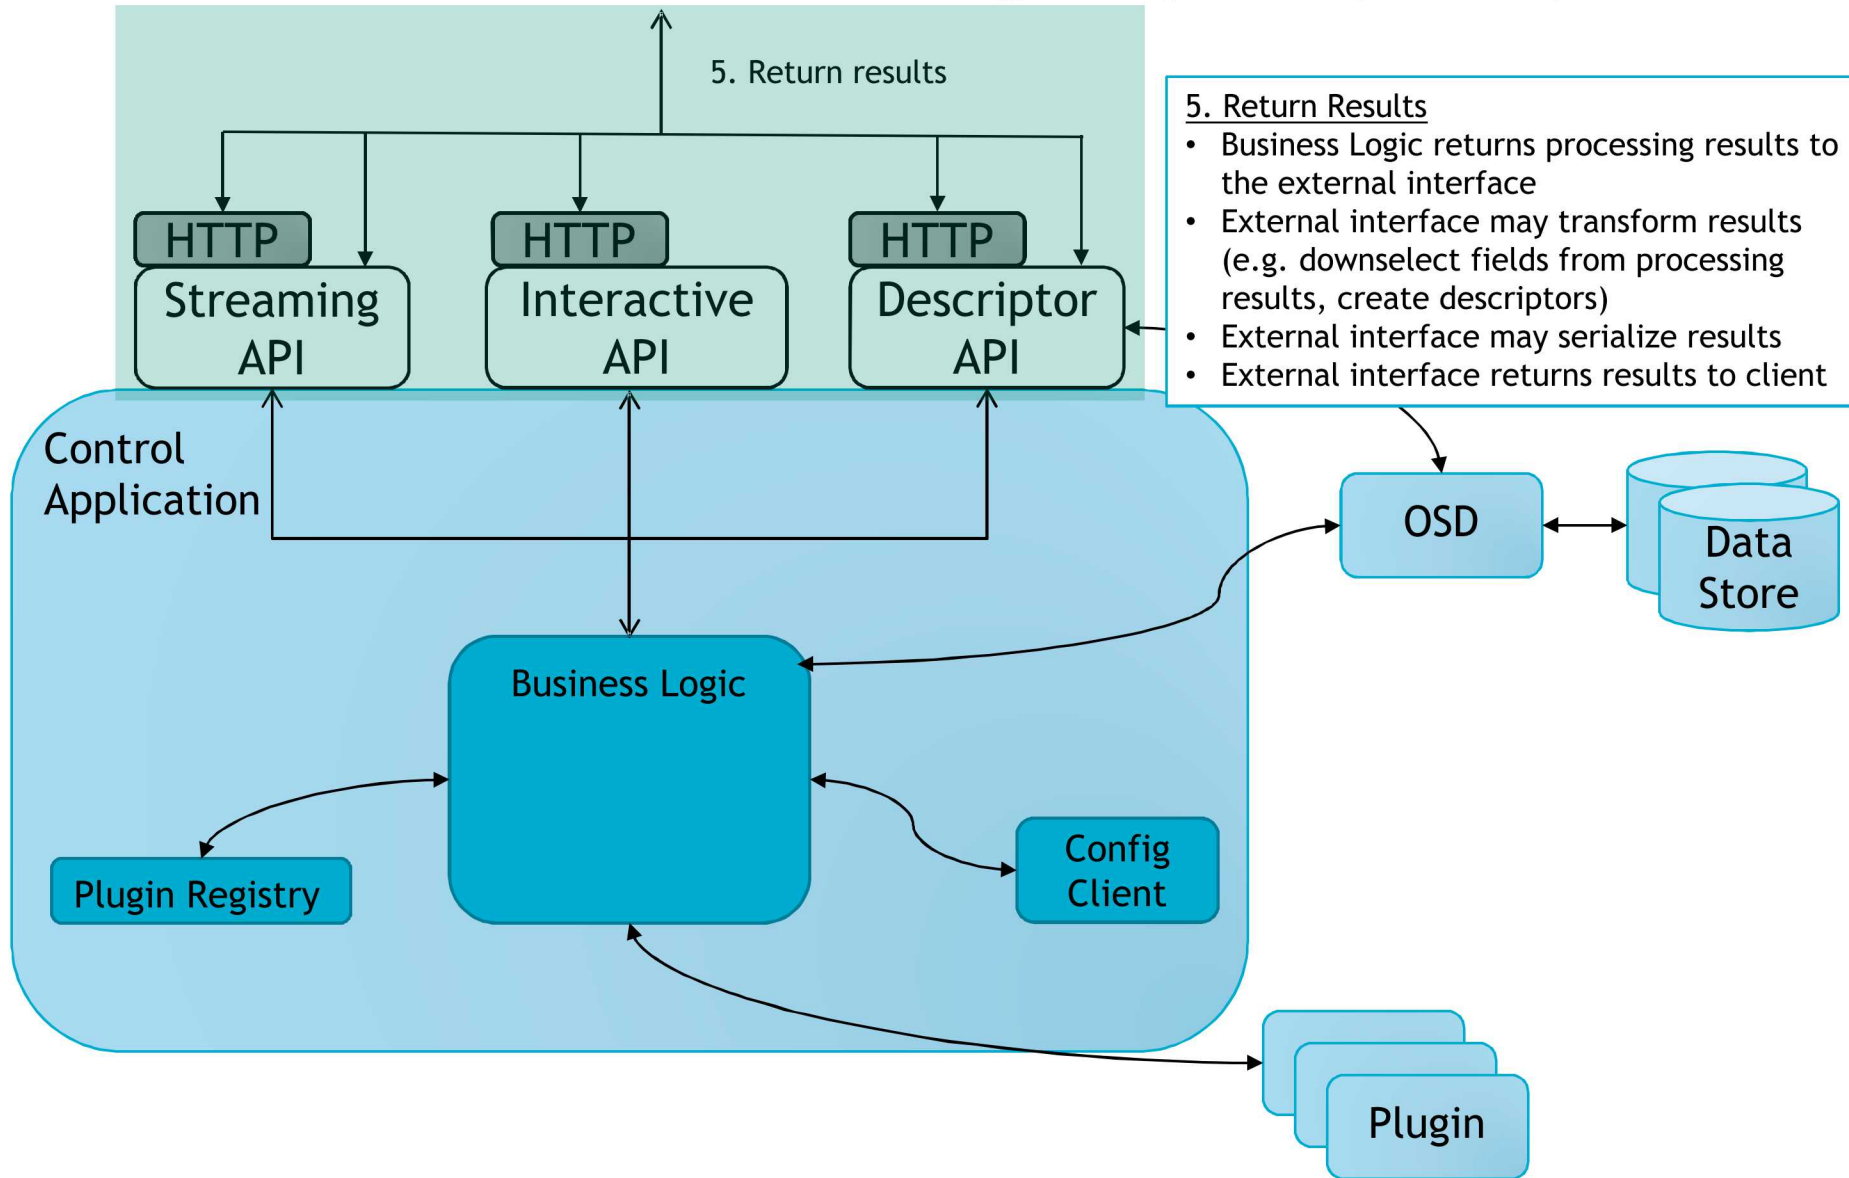 5. Return results
5. Return Results
• Business Logic returns processing results to
the external interface
• External interface may transform results
(e.g. downselect fields from processing
results, create descriptors)
• External interface may serialize results
• External interface returns results to client
HTTP
HTTP
HTTP
Streaming
API
Interactive
API
Descriptor
API
Control
Application
OSD
Data
Store
Business Logic
Plugin Registry
Config
Client
Plugin